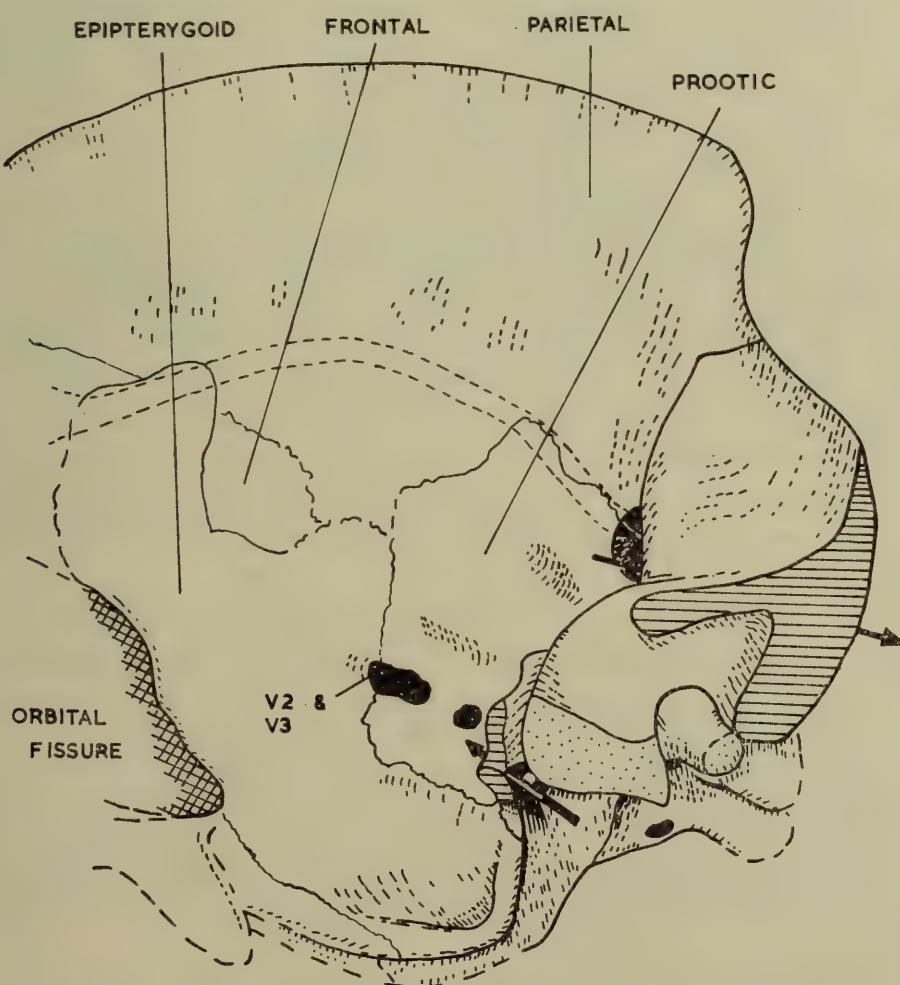 EPIPTERYGOID
FRONTAL
PARIETAL
PROOTIC
V2 &
V3
ORBITAL
FISSURE